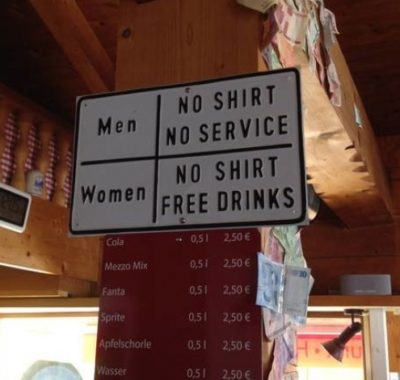 Men NO SHIRT
NO SERVICE
Women NO SHIRT
FREE DRINKS
Cola 0,5 l 2,50 €
Mezzo Mix 0,5 l 2,50 €
Fanta 0,5 l 2,50 €
Sprite 0,5 l 2,50 €
Apfelschorle 0,5 l 2,50 €
Wasser 0,5 l 2,50 €